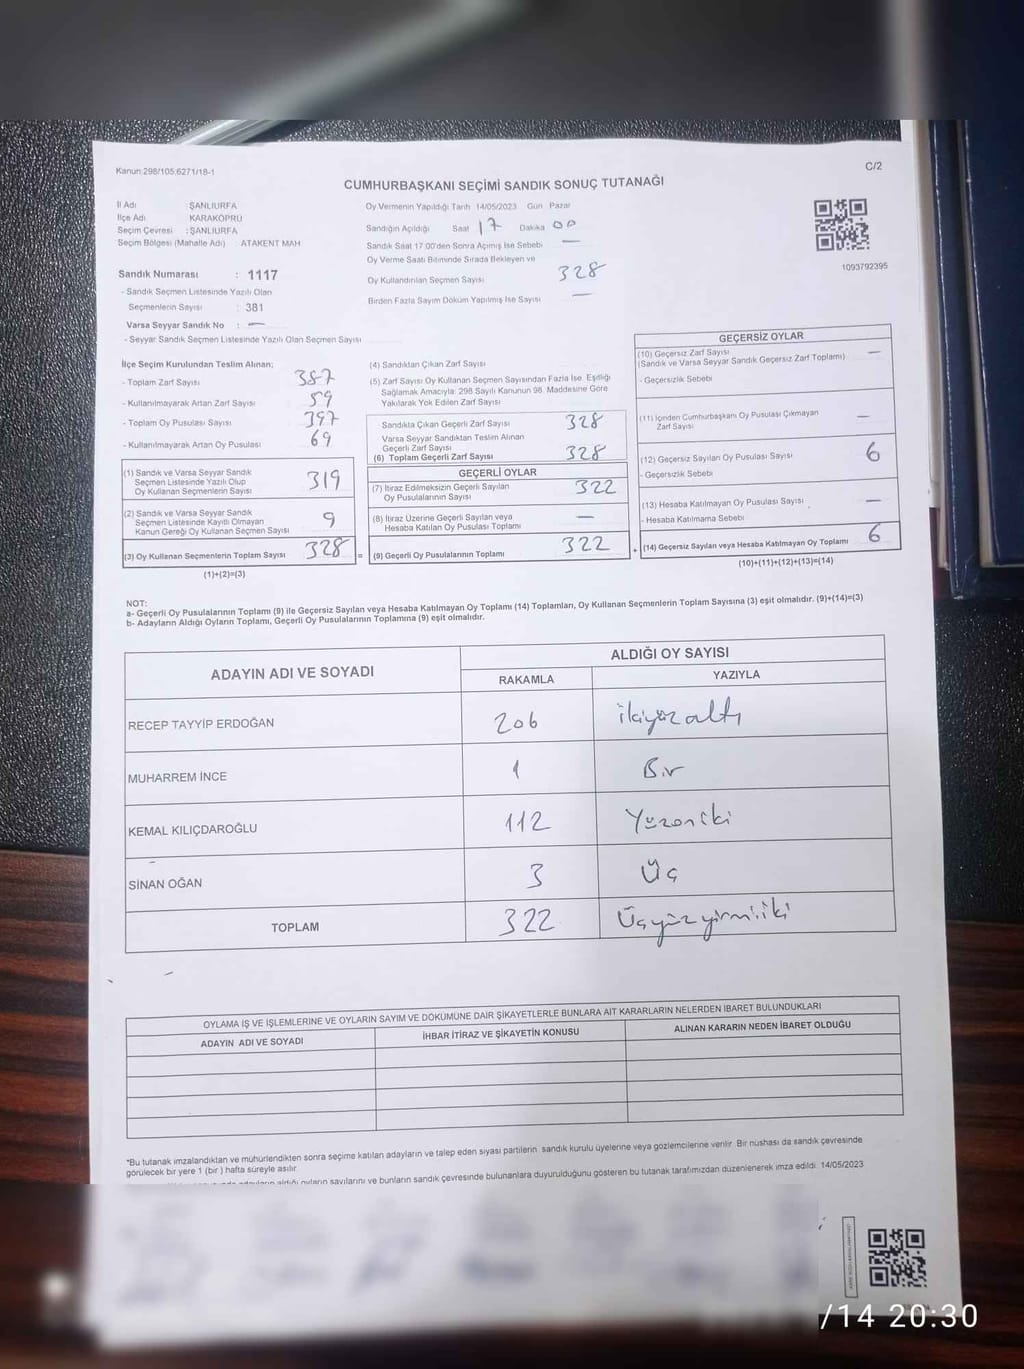 Kanun:298/105,6271/18-1
C/2
CUMHURBAŞKANI SEÇİMİ SANDIK SONUÇ TUTANAĞI
İl Adı : ŞANLIURFA
İlçe Adı : KARAKÖPRÜ
Seçim Çevresi : ŞANLIURFA
Seçim Bölgesi (Mahalle Adı) ATAKENT MAH
Sandık Numarası : 1117
- Sandık Seçmen Listesinde Yazılı Olan
Seçmenlerin Sayısı : 381
Varsa Seyyar Sandık No : —
- Seyyar Sandık Seçmen Listesinde Yazılı Olan Seçmen Sayısı
Oy Vermenin Yapıldığı Tarih 14/05/2023 Gün Pazar
Sandığın Açıldığı Saat 17 Dakika 00
Sandık Saat 17:00'den Sonra Açılmış İse Sebebi —
Oy Verme Saati Bitiminde Sırada Bekleyen ve
Oy Kullandırılan Seçmen Sayısı 328
Birden Fazla Sayım Döküm Yapılmış İse Sayısı —
1093792395
İlçe Seçim Kurulundan Teslim Alınan;
- Toplam Zarf Sayısı 387
- Kullanılmayarak Artan Zarf Sayısı 59
- Toplam Oy Pusulası Sayısı 397
- Kullanılmayarak Artan Oy Pusulası 69
(1) Sandık ve Varsa Seyyar Sandık
Seçmen Listesinde Yazılı Olup
Oy Kullanan Seçmenlerin Sayısı 319
(2) Sandık ve Varsa Seyyar Sandık
Seçmen Listesinde Kayıtlı Olmayan
Kanun Gereği Oy Kullanan Seçmen Sayısı 9
(3) Oy Kullanan Seçmenlerin Toplam Sayısı 328 =
(1)+(2)=(3)
(4) Sandıktan Çıkan Zarf Sayısı
(5) Zarf Sayısı Oy Kullanan Seçmen Sayısından Fazla İse, Eşitliği
Sağlamak Amacıyla; 298 Sayılı Kanunun 98. Maddesine Göre
Yakılarak Yok Edilen Zarf Sayısı
Sandıkta Çıkan Geçerli Zarf Sayısı 328
Varsa Seyyar Sandıktan Teslim Alınan
Geçerli Zarf Sayısı
(6) Toplam Geçerli Zarf Sayısı 328
GEÇERLİ OYLAR
(7) İtiraz Edilmeksizin Geçerli Sayılan
Oy Pusulalarının Sayısı 322
(8) İtiraz Üzerine Geçerli Sayılan veya
Hesaba Katılan Oy Pusulası Toplamı —
(9) Geçerli Oy Pusulalarının Toplamı 322 +
GEÇERSİZ OYLAR
(10) Geçersiz Zarf Sayısı —
(Sandık ve Varsa Seyyar Sandık Geçersiz Zarf Toplamı)
- Geçersizlik Sebebi
(11) İçinden Cumhurbaşkanı Oy Pusulası Çıkmayan
Zarf Sayısı —
(12) Geçersiz Sayılan Oy Pusulası Sayısı 6
- Geçersizlik Sebebi
(13) Hesaba Katılmayan Oy Pusulası Sayısı —
- Hesaba Katılmama Sebebi
(14) Geçersiz Sayılan veya Hesaba Katılmayan Oy Toplamı 6
(10)+(11)+(12)+(13)=(14)
NOT:
a- Geçerli Oy Pusulalarının Toplam (9) ile Geçersiz Sayılan veya Hesaba Katılmayan Oy Toplamı (14) Toplamları, Oy Kullanan Seçmenlerin Toplam Sayısına (3) eşit olmalıdır. (9)+(14)=(3)
b- Adayların Aldığı Oyların Toplamı, Geçerli Oy Pusulalarının Toplamına (9) eşit olmalıdır.
ADAYIN ADI VE SOYADI
ALDIĞI OY SAYISI
RAKAMLA YAZIYLA
RECEP TAYYİP ERDOĞAN 206 ikiyüz altı
MUHARREM İNCE 1 Bir
KEMAL KILIÇDAROĞLU 112 Yüzoniki
SİNAN OĞAN 3 Üç
TOPLAM 322 Üçyüz yirmi iki
OYLAMA İŞ VE İŞLEMLERİNE VE OYLARIN SAYIM VE DÖKÜMÜNE DAİR ŞİKAYETLERLE BUNLARA AİT KARARLARIN NELERDEN İBARET BULUNDUKLARI
ADAYIN ADI VE SOYADI İHBAR İTİRAZ VE ŞİKAYETİN KONUSU ALINAN KARARIN NEDEN İBARET OLDUĞU
*Bu tutanak imzalandıktan ve mühürlendikten sonra seçime katılan adayların ve talep eden siyasi partilerin sandık kurulu üyelerine veya gözlemcilerine verilir. Bir nüshası da sandık çevresinde
görülecek bir yere 1 (bir ) hafta süreyle asılır.
adayların aldığı oyların sayılarını ve bunların sandık çevresinde bulunanlara duyurulduğunu gösteren bu tutanak tarafımızdan düzenlenerek imza edildi. 14/05/2023
/14 20:30